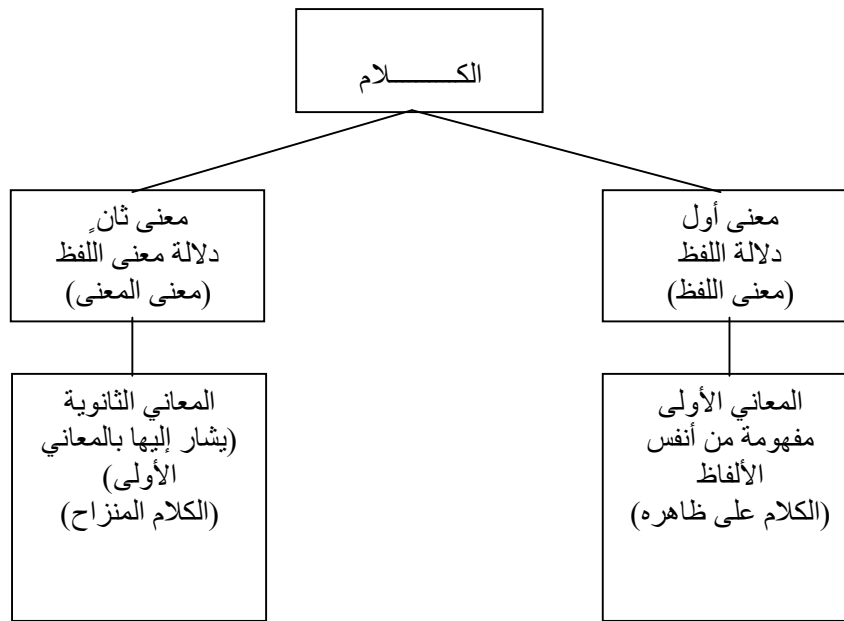 الكـــــــــلام
معنى أول
دلالة اللفظ
(معنى اللفظ)
معنى ثانٍ
دلالة معنى اللفظ
(معنى المعنى)
المعاني الأولى
مفهومة من أنفس
الألفاظ
(الكلام على ظاهره)
المعاني الثانوية
(يشار إليها بالمعاني
الأولى)
(الكلام المنزاح)